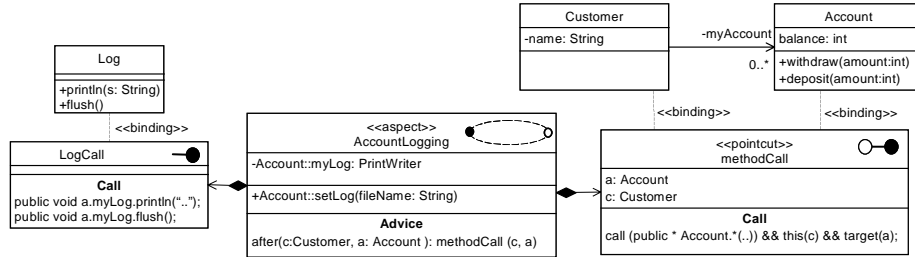 Customer
-name: String
-myAccount
0..*
Account
balance: int
+withdraw(amount:int)
+deposit(amount:int)
Log
+println(s: String)
+flush()
<<binding>>
<<binding>>
<<binding>>
LogCall
Call
public void a.myLog.println(“..”);
public void a.myLog.flush();
<<aspect>>
AccountLogging
-Account::myLog: PrintWriter
+Account::setLog(fileName: String)
Advice
after(c:Customer, a: Account ): methodCall (c, a)
<<pointcut>>
methodCall
a: Account
c: Customer
Call
call (public * Account.*(..)) && this(c) && target(a);